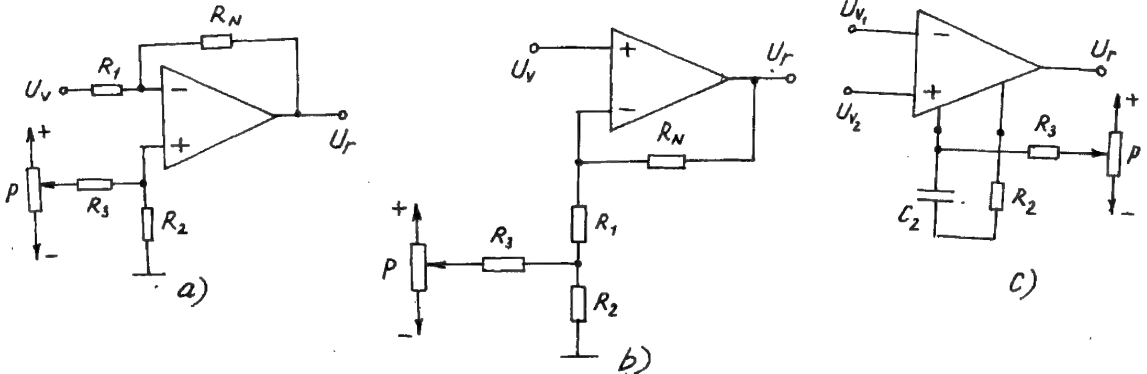 R_N
R_1
U_v
−
+
U_r
+
P
−
R_3
R_2
a)
U_v
+
−
U_r
R_N
R_1
+
P
−
R_3
R_2
b)
U_v1
−
U_r
U_v2
+
+
R_3
P
−
C_2
R_2
c)